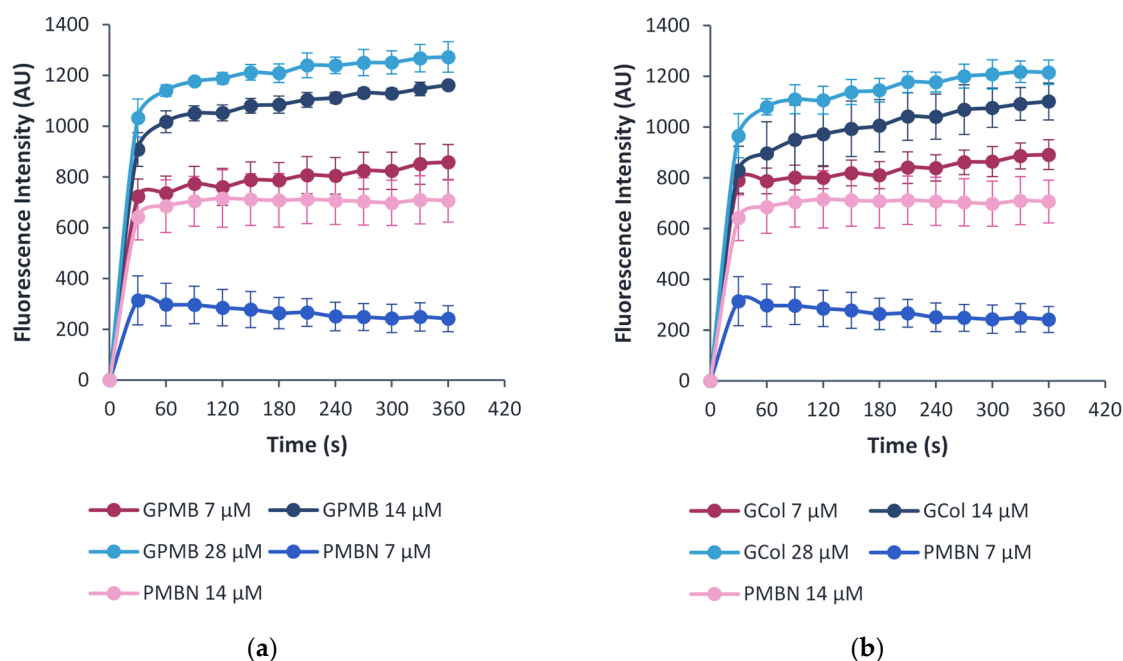 1400
1200
1000
800
600
400
200
0
Fluorescence Intensity (AU)
0 60 120 180 240 300 360 420
Time (s)
GPMB 7 µM GPMB 14 µM
GPMB 28 µM PMBN 7 µM
PMBN 14 µM
(a)
1400
1200
1000
800
600
400
200
0
Fluorescence Intensity (AU)
0 60 120 180 240 300 360 420
Time (s)
GCol 7 µM GCol 14 µM
GCol 28 µM PMBN 7 µM
PMBN 14 µM
(b)